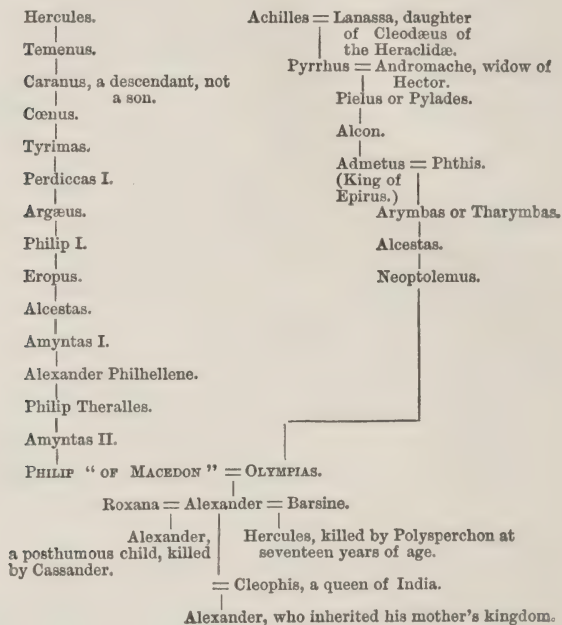 Hercules.
Temenus.
Caranus, a descendant, not
a son.
Cœnus.
Tyrimas.
Perdiccas I.
Argæus.
Philip I.
Eropus.
Alcestas.
Amyntas I.
Alexander Philhellene.
Philip Theralles.
Amyntas II.
Achilles = Lanassa, daughter
of Cleodæus of
the Heraclidæ.
Pyrrhus = Andromache, widow of
Hector.
Pielus or Pylades.
Alcon.
Admetus = Phthis.
(King of
Epirus.)
Arymbas or Tharymbas.
Alcestas.
Neoptolemus.
PHILIP "OF MACEDON" = OLYMPIAS.
Roxana = Alexander = Barsine.
Alexander,
a posthumous child, killed
by Cassander.
Hercules, killed by Polysperchon at
seventeen years of age.
= Cleophis, a queen of India.
Alexander, who inherited his mother's kingdom.